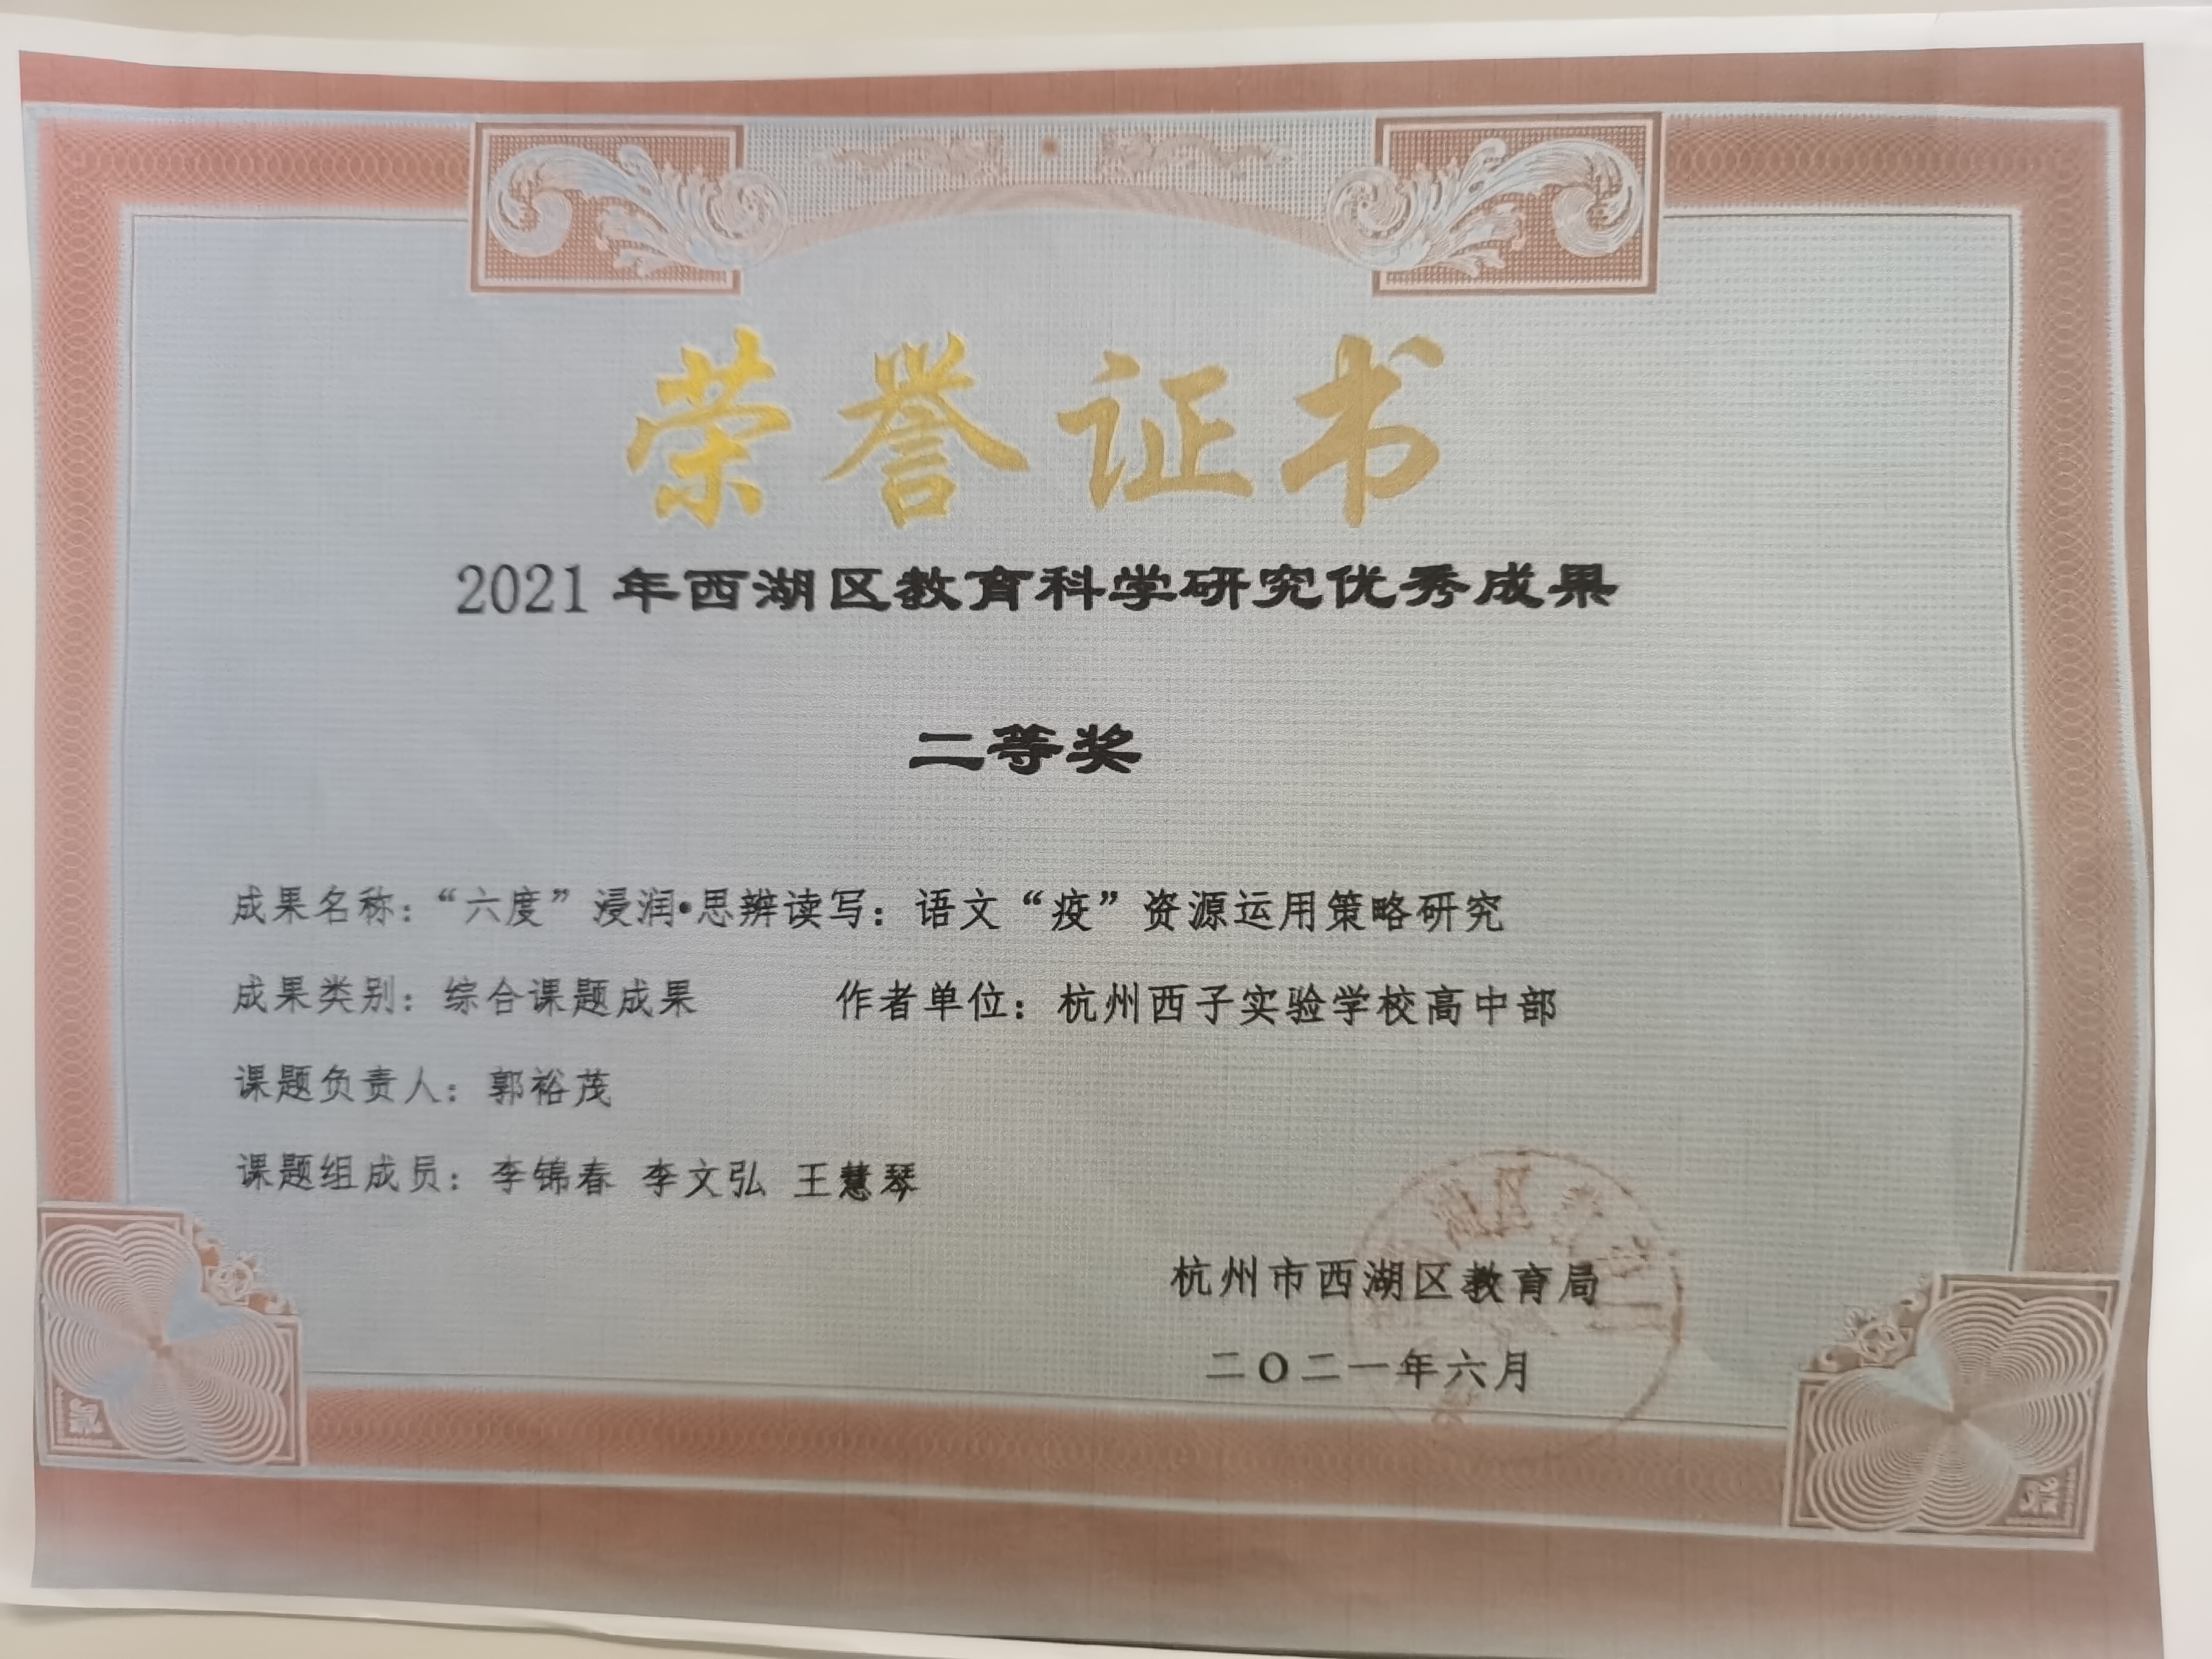 荣誉证书
2021年西湖区教育科学研究优秀成果
二等奖
成果名称：“六度”浸润·思辨读写：语文“疫”资源运用策略研究
成果类别：综合课题成果 作者单位：杭州西子实验学校高中部
课题负责人：郭裕茂
课题组成员：李锦春 李文弘 王慧琴
杭州市西湖区教育局
二〇二一年六月